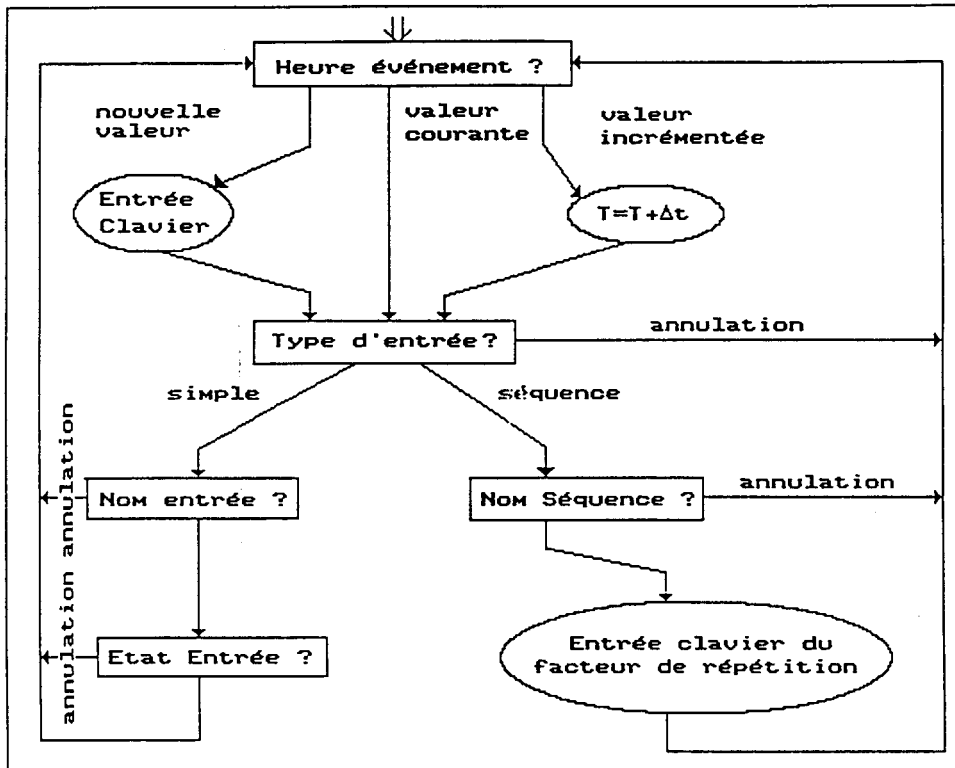 Heure événement ?
nouvelle
valeur
valeur
courante
valeur
incrémentée
Entrée
Clavier
T=T+Δt
Type d'entrée?
annulation
simple
séquence
Nom entrée ?
Nom Séquence ?
annulation
annulation annulation
Etat Entrée ?
Entrée clavier du
facteur de répétition